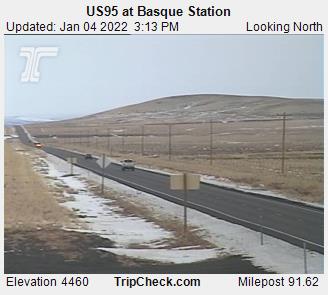 US95 at Basque Station
Updated: Jan 04 2022 3:13 PM Looking North
Elevation 4460 TripCheck.com Milepost 91.62